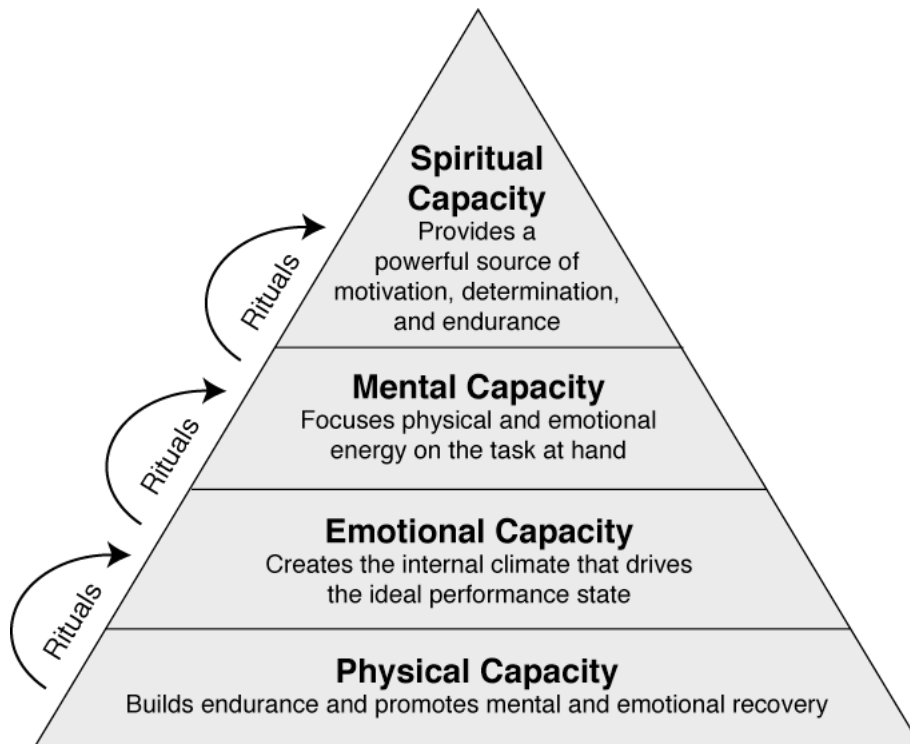 Spiritual
Capacity
Provides a
powerful source of
motivation, determination,
and endurance
Rituals
Mental Capacity
Focuses physical and emotional
energy on the task at hand
Rituals
Emotional Capacity
Creates the internal climate that drives
the ideal performance state
Rituals
Physical Capacity
Builds endurance and promotes mental and emotional recovery